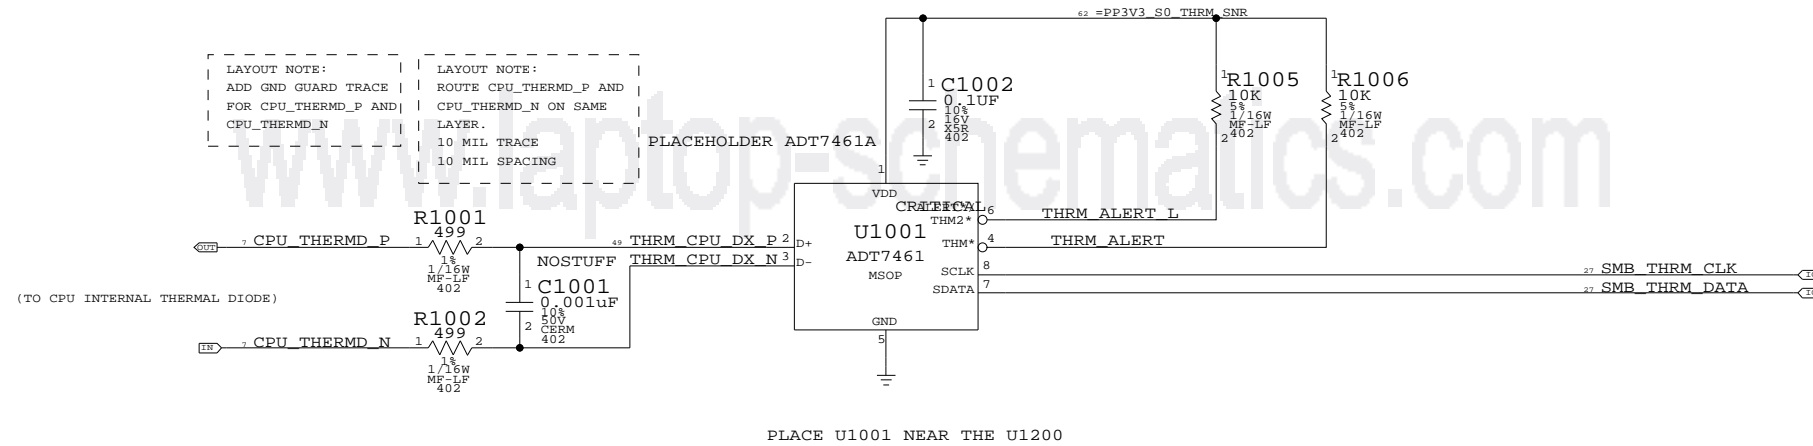 62 =PP3V3_S0_THRM_SNR
LAYOUT NOTE:
ADD GND GUARD TRACE
FOR CPU_THERMD_P AND
CPU_THERMD_N
LAYOUT NOTE:
ROUTE CPU_THERMD_P AND
CPU_THERMD_N ON SAME
LAYER.
10 MIL TRACE
10 MIL SPACING
www.laptop-schematics.com
PLACEHOLDER ADT7461A
1
C1002
0.1UF
10%
16V
X5R
402
2
1
R1005
10K
5%
1/16W
MF-LF
402
2
1
R1006
10K
5%
1/16W
MF-LF
402
2
1
VDD
CRITICAL
THM2*
6
THRM_ALERT_L
U1001
ADT7461
MSOP
THM*
4
THRM_ALERT
SCLK
8
27 SMB_THRM_CLK
SDATA
7
27 SMB_THRM_DATA
GND
5
OUT
7 CPU_THERMD_P
R1001
499
1 2
1%
1/16W
MF-LF
402
49 THRM_CPU_DX_P 2 D+
THRM_CPU_DX_N 3 D-
NOSTUFF
1
C1001
0.001uF
10%
50V
CERM
402
2
(TO CPU INTERNAL THERMAL DIODE)
IN
7 CPU_THERMD_N
R1002
499
1 2
1%
1/16W
MF-LF
402
PLACE U1001 NEAR THE U1200